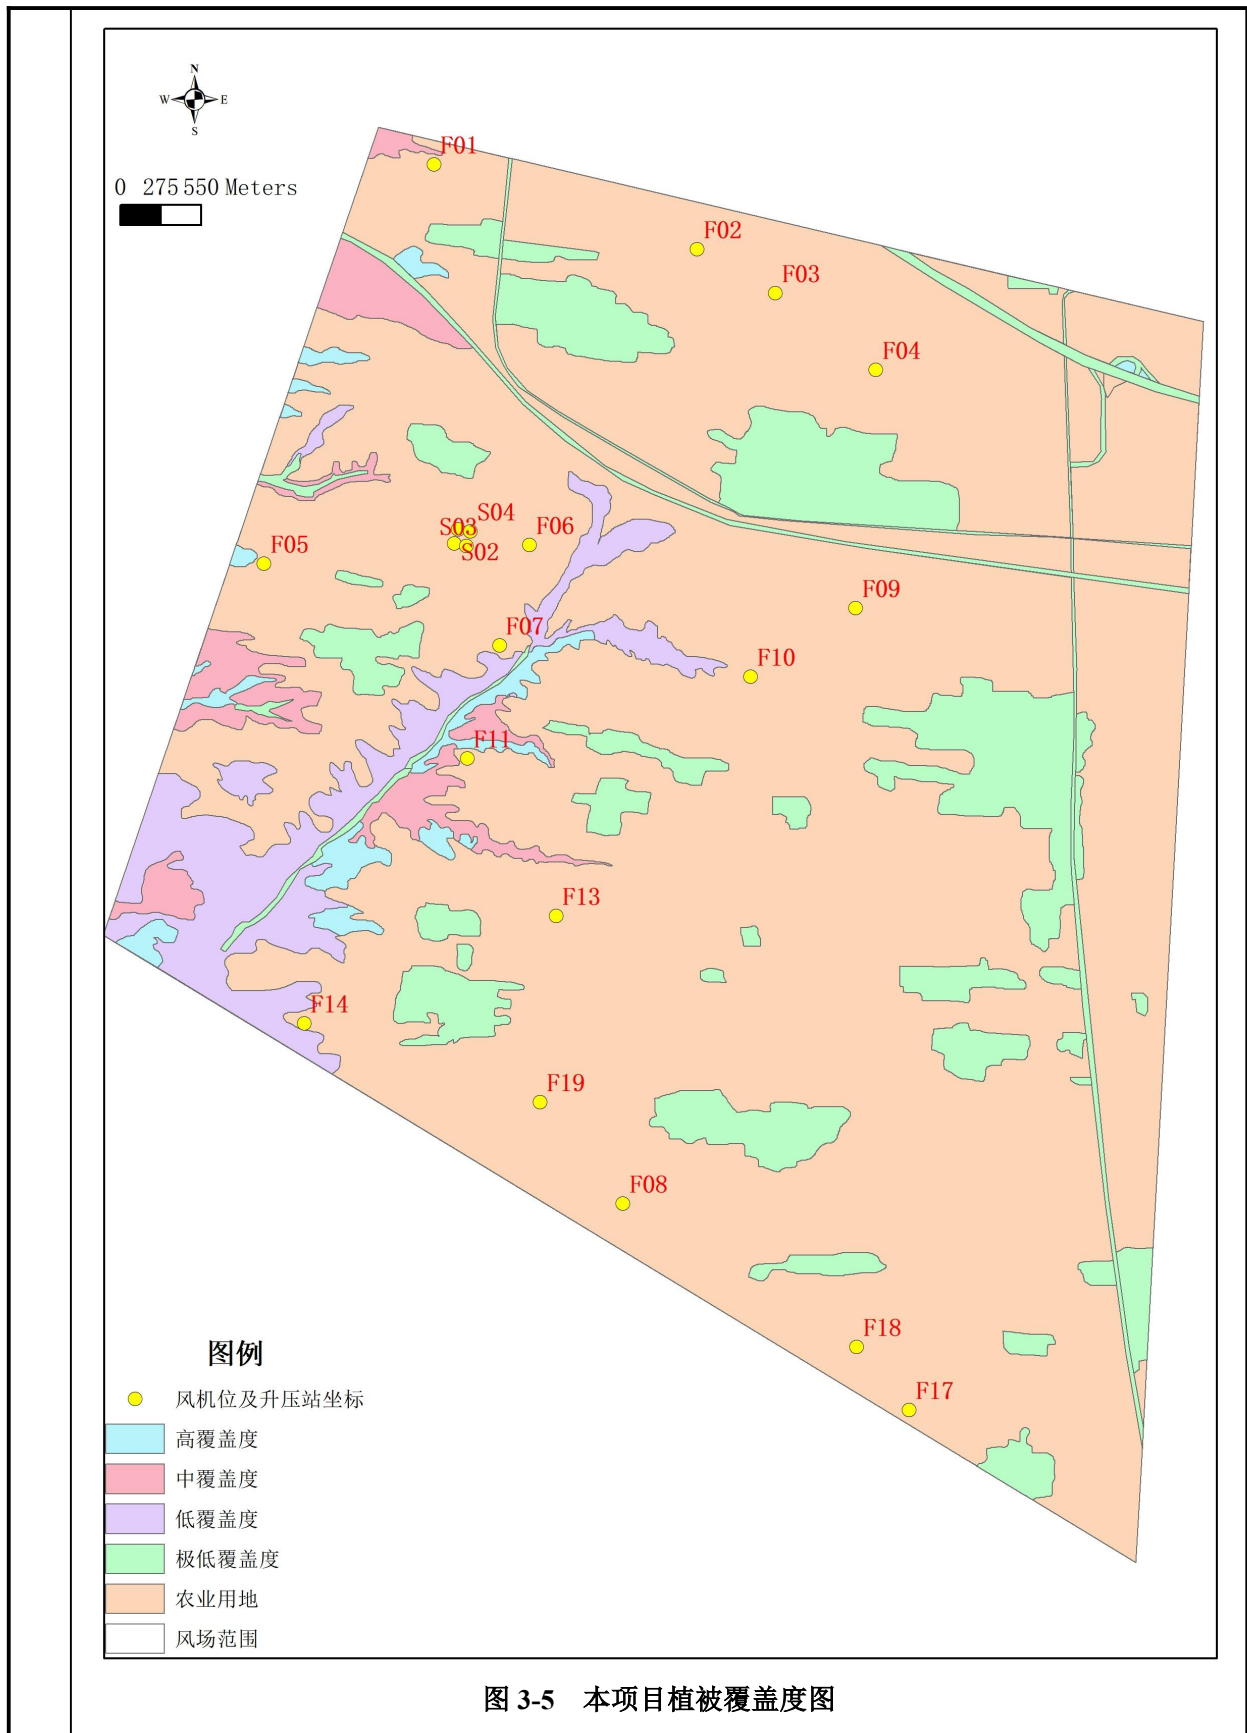 N
W E
S
0 275 550 Meters
F01
F02
F03
F04
S04
S03
S02
F06
F05
F09
F07
F10
F11
F13
F14
F19
F08
F18
F17
图例
风机位及升压站坐标
高覆盖度
中覆盖度
低覆盖度
极低覆盖度
农业用地
风场范围
图 3-5 本项目植被覆盖度图